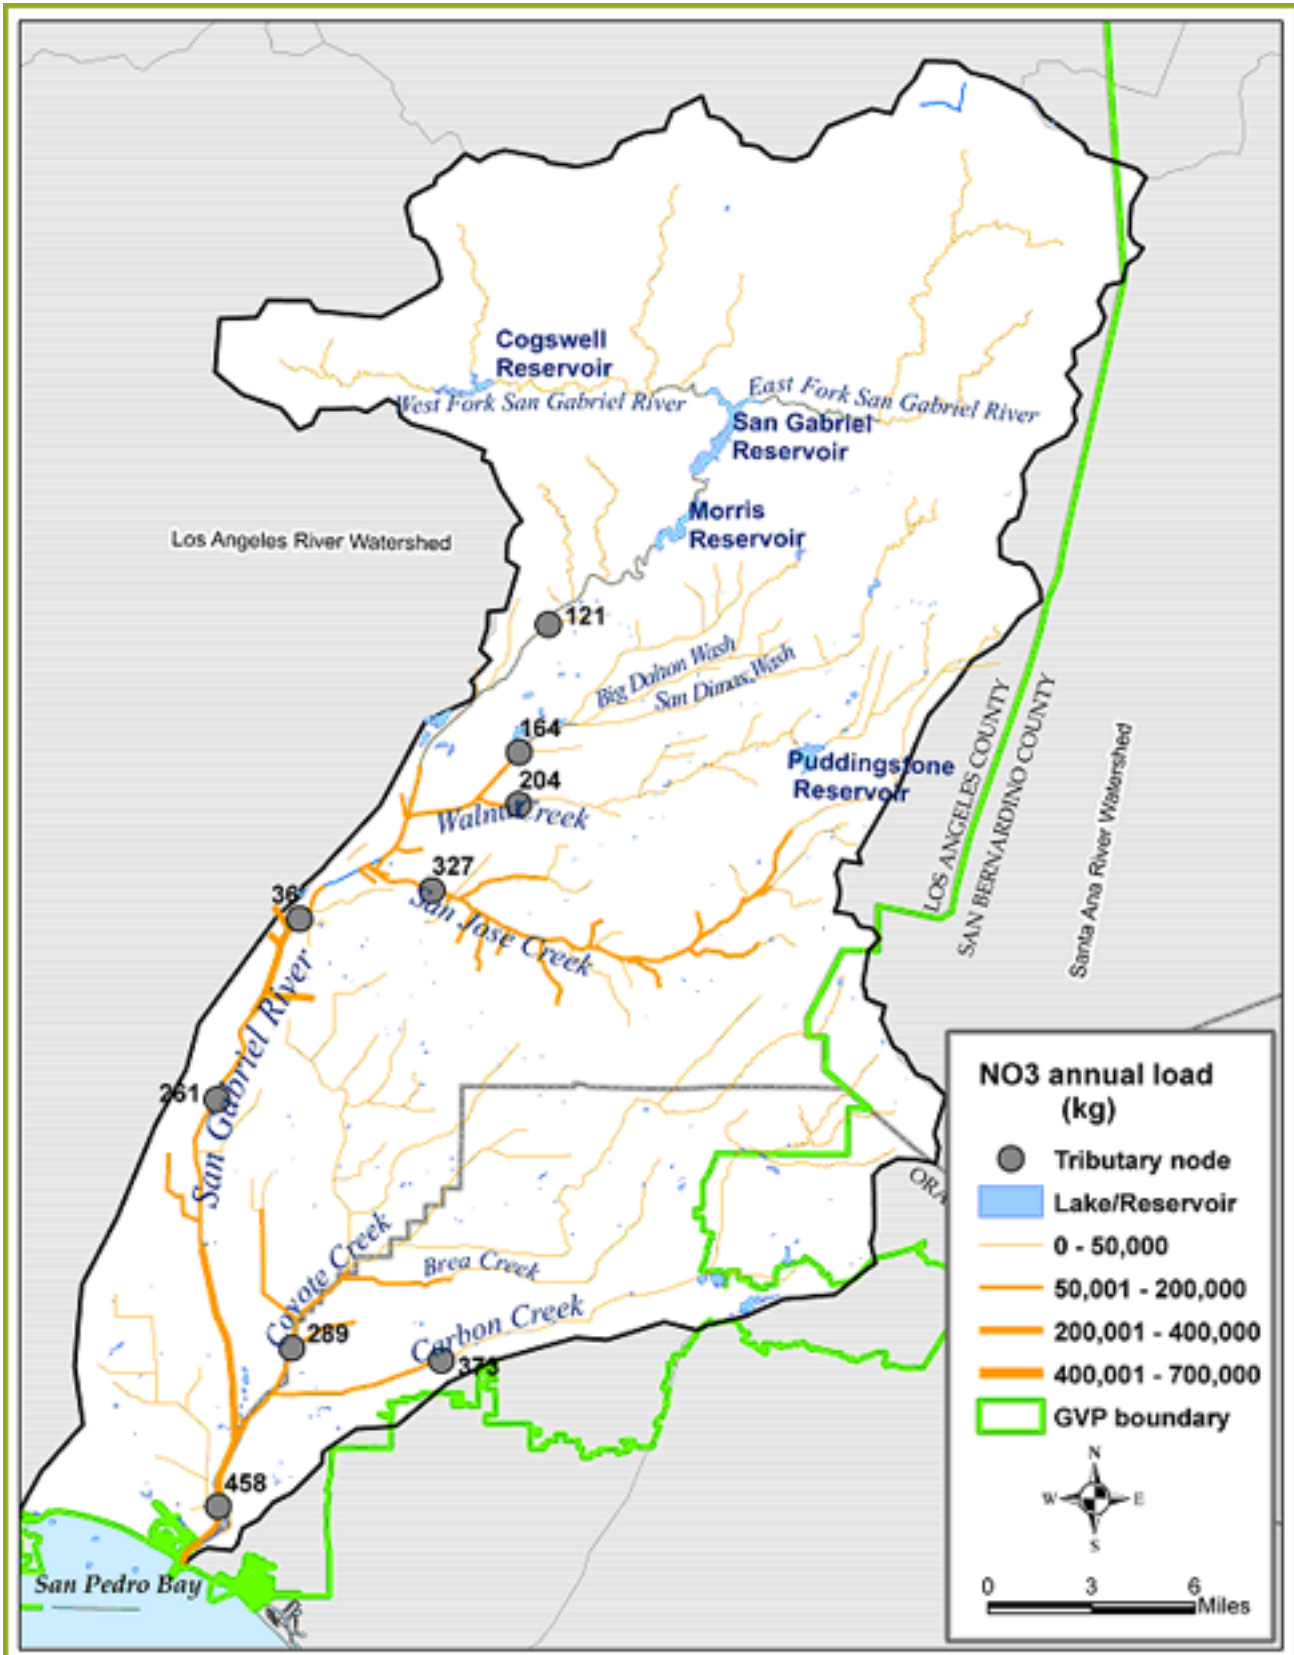 Cogswell
Reservoir
West Fork San Gabriel River
East Fork San Gabriel River
San Gabriel
Reservoir
Morris
Reservoir
Los Angeles River Watershed
121
Big Dalton Wash
San Dimas Wash
164
204
Walnut Creek
Puddingstone
Reservoir
LOS ANGELES COUNTY
SAN BERNARDINO COUNTY
Santa Ana River Watershed
327
San Jose Creek
San Gabriel River
261
Coyote Creek
Brea Creek
289
Carbon Creek
373
458
San Pedro Bay
ORA
NO3 annual load
(kg)
Tributary node
Lake/Reservoir
0 - 50,000
50,001 - 200,000
200,001 - 400,000
400,001 - 700,000
GVP boundary
N
W
E
S
0
3
6
Miles